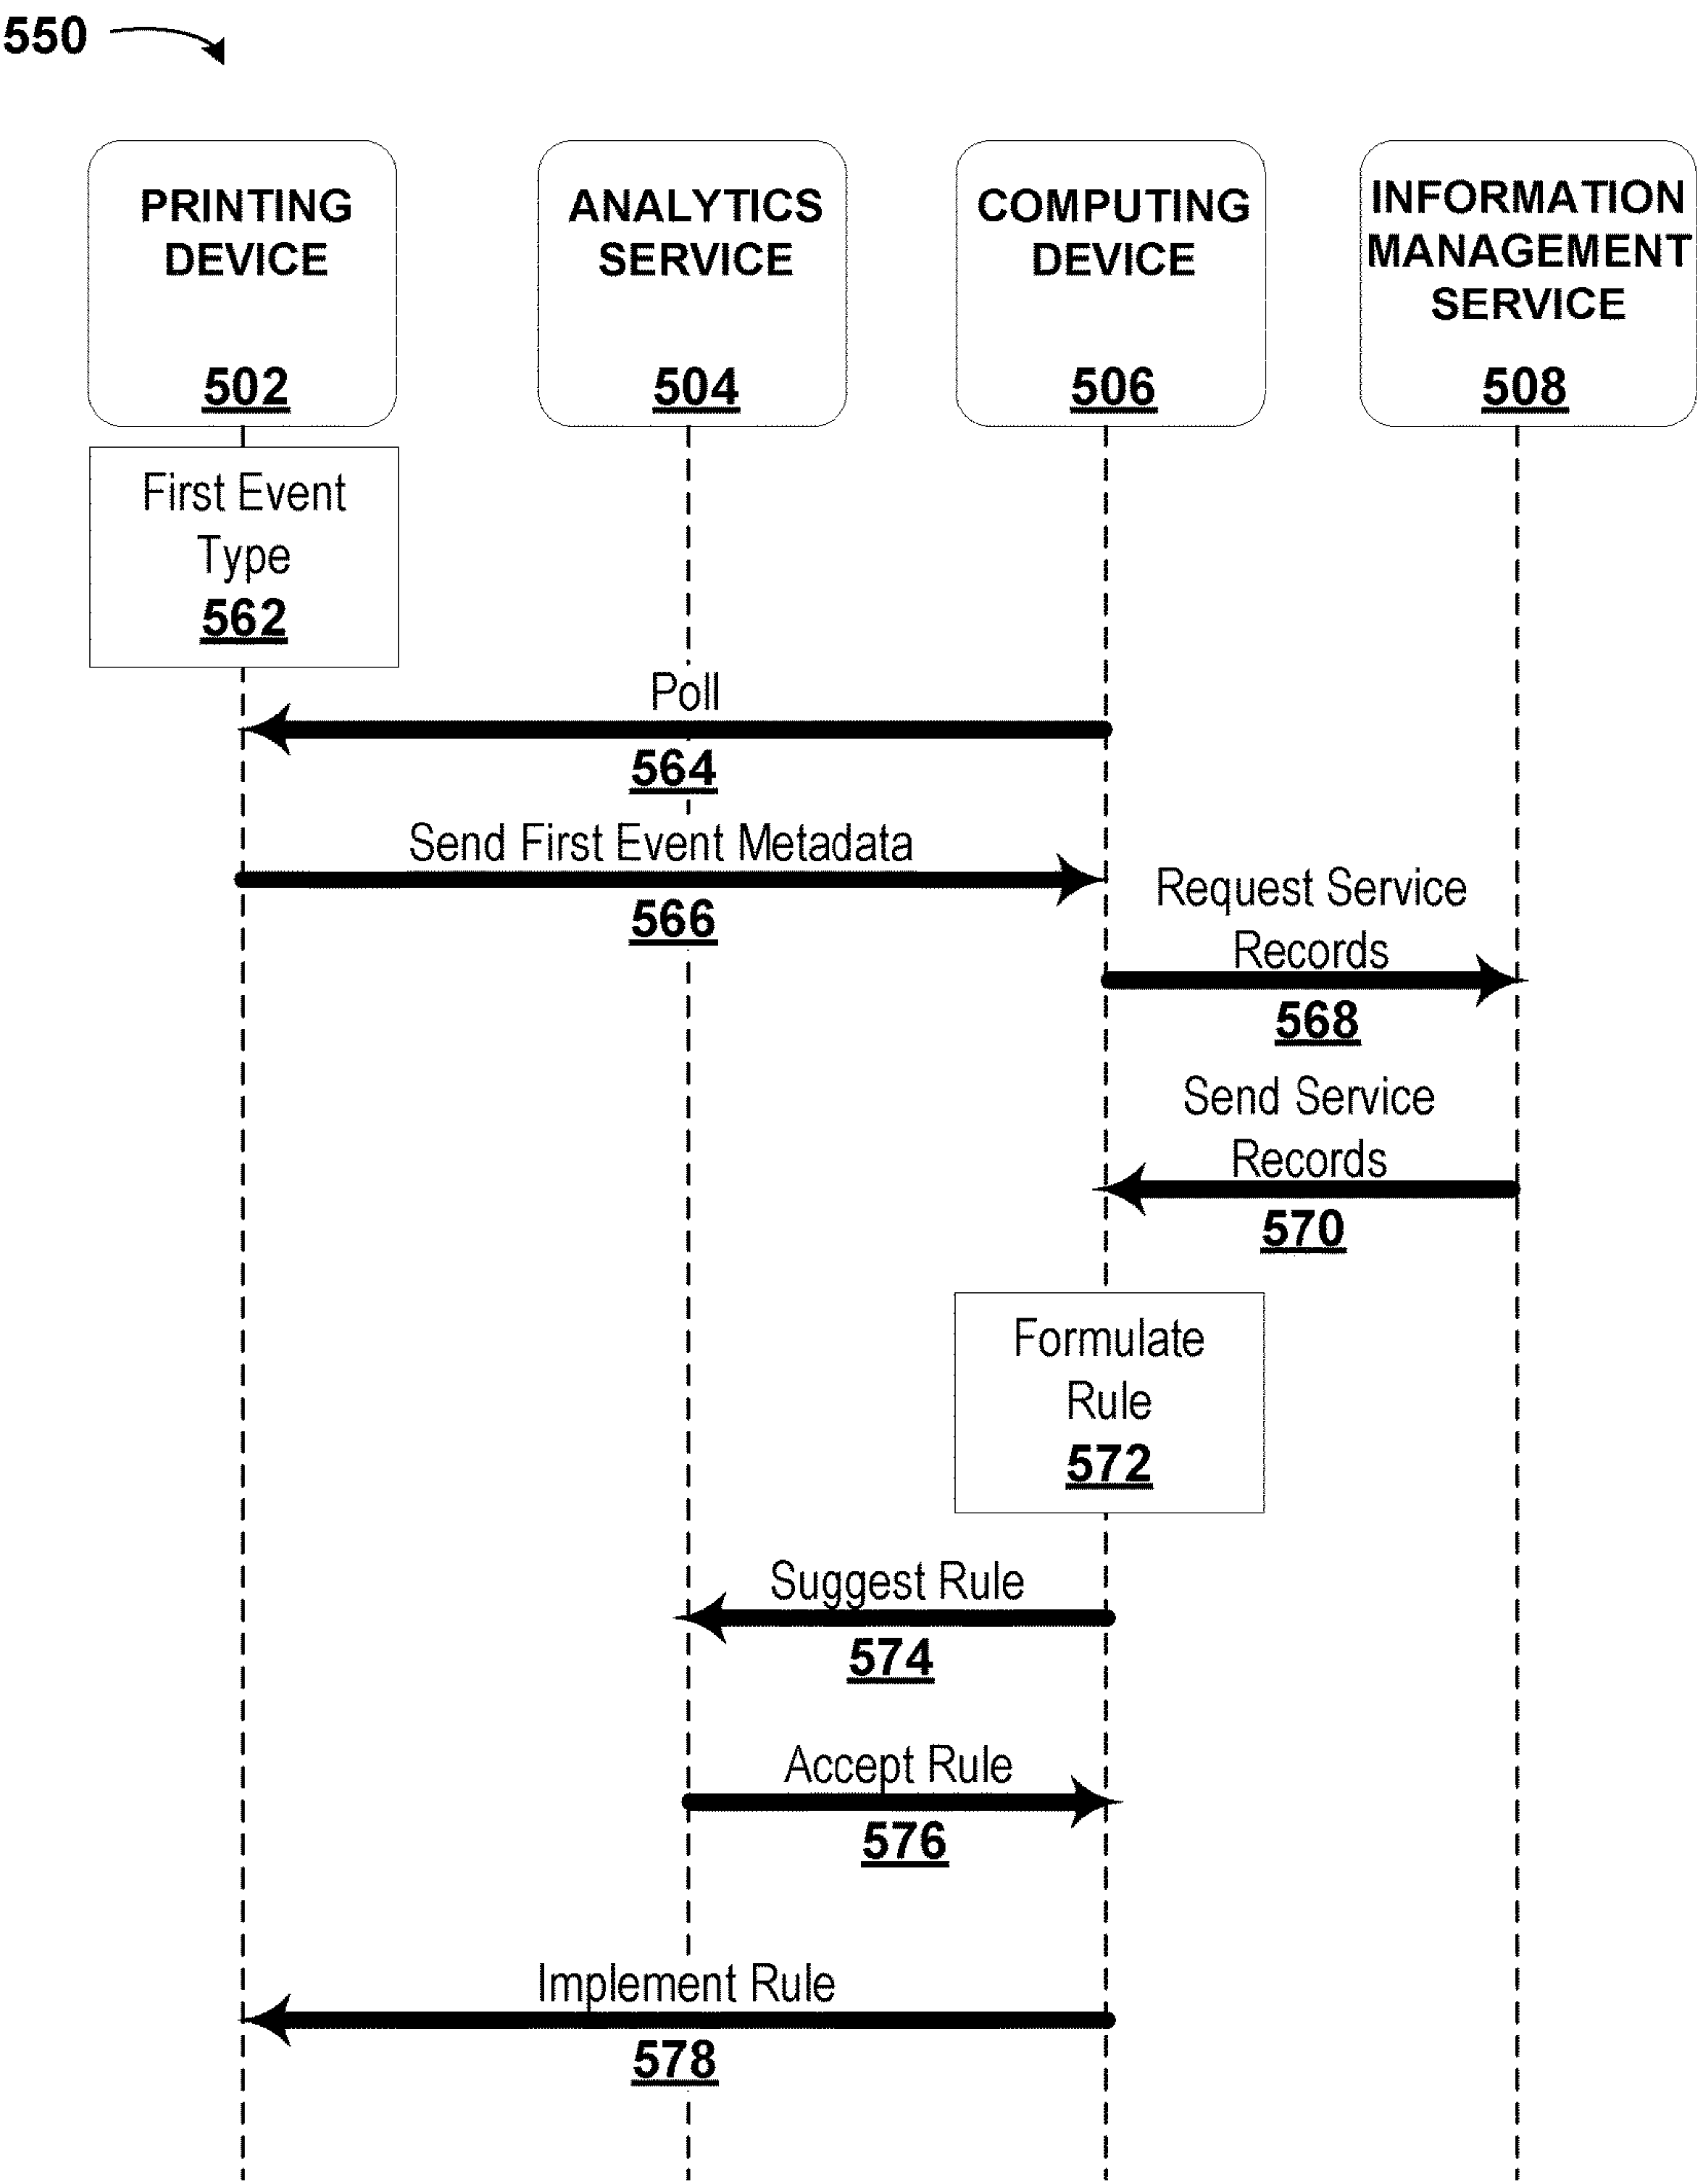 550
PRINTING
DEVICE
502
ANALYTICS
SERVICE
504
COMPUTING
DEVICE
506
INFORMATION
MANAGEMENT
SERVICE
508
First Event
Type
562
Poll
564
Send First Event Metadata
566
Request Service
Records
568
Send Service
Records
570
Formulate
Rule
572
Suggest Rule
574
Accept Rule
576
Implement Rule
578